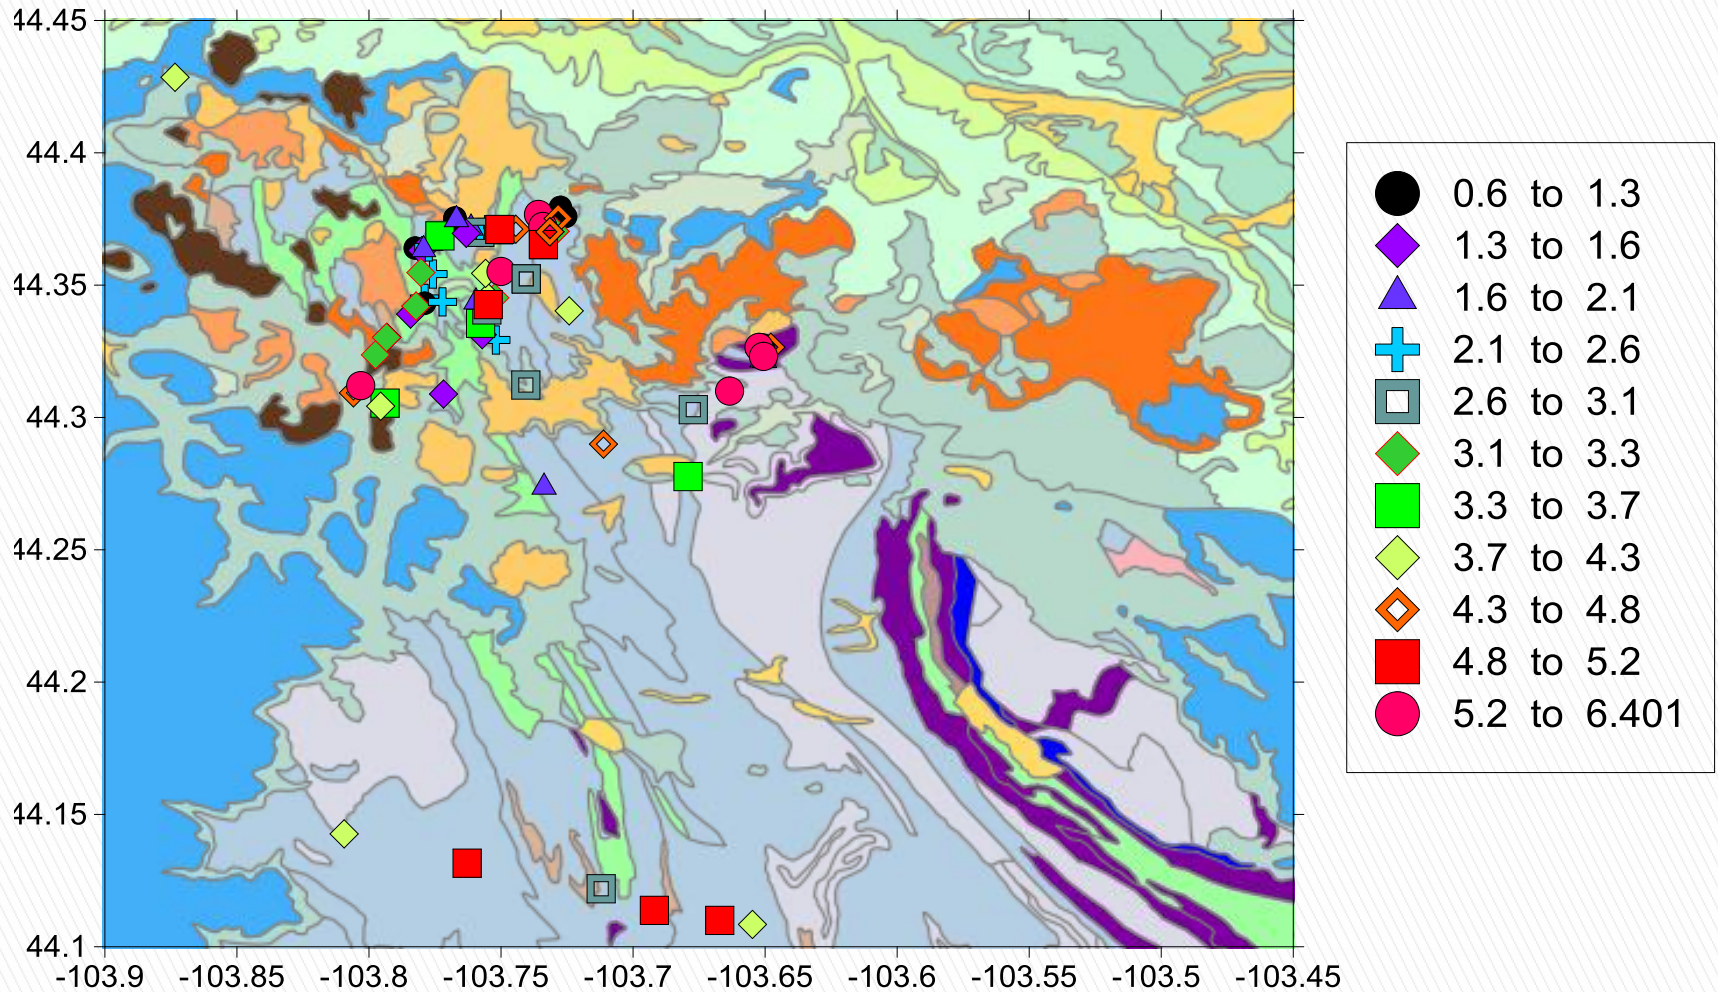 44.45
44.4
44.35
44.3
44.25
44.2
44.15
44.1
-103.9 -103.85 -103.8 -103.75 -103.7 -103.65 -103.6 -103.55 -103.5 -103.45
0.6 to 1.3
1.3 to 1.6
1.6 to 2.1
2.1 to 2.6
2.6 to 3.1
3.1 to 3.3
3.3 to 3.7
3.7 to 4.3
4.3 to 4.8
4.8 to 5.2
5.2 to 6.401